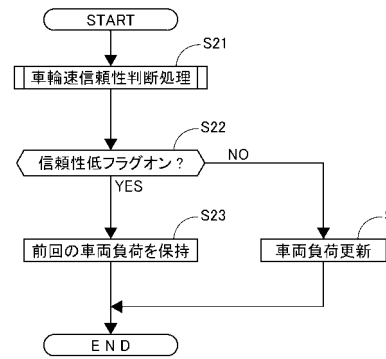 START
S21
車輪速信頼性判断処理
S22
信頼性低フラグオン？
NO
YES
S23
前回の車両負荷を保持
車両負荷更新
END